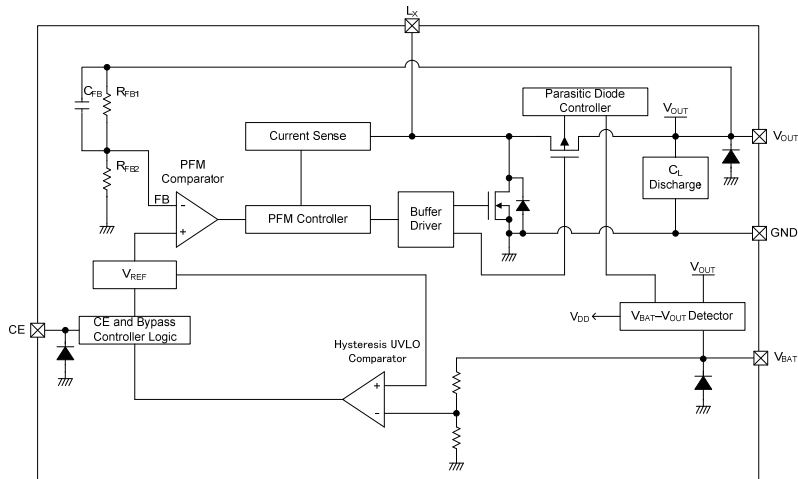 LX
CFB
RFB1
Parasitic Diode
Controller
VOUT
Current Sense
VOUT
RFB2
PFM
Comparator
CL
Discharge
FB
-
+
PFM Controller
Buffer
Driver
GND
VREF
VOUT
CE
CE and Bypass
Controller Logic
VDD
VBAT–VOUT Detector
Hysteresis UVLO
Comparator
VBAT
+
-